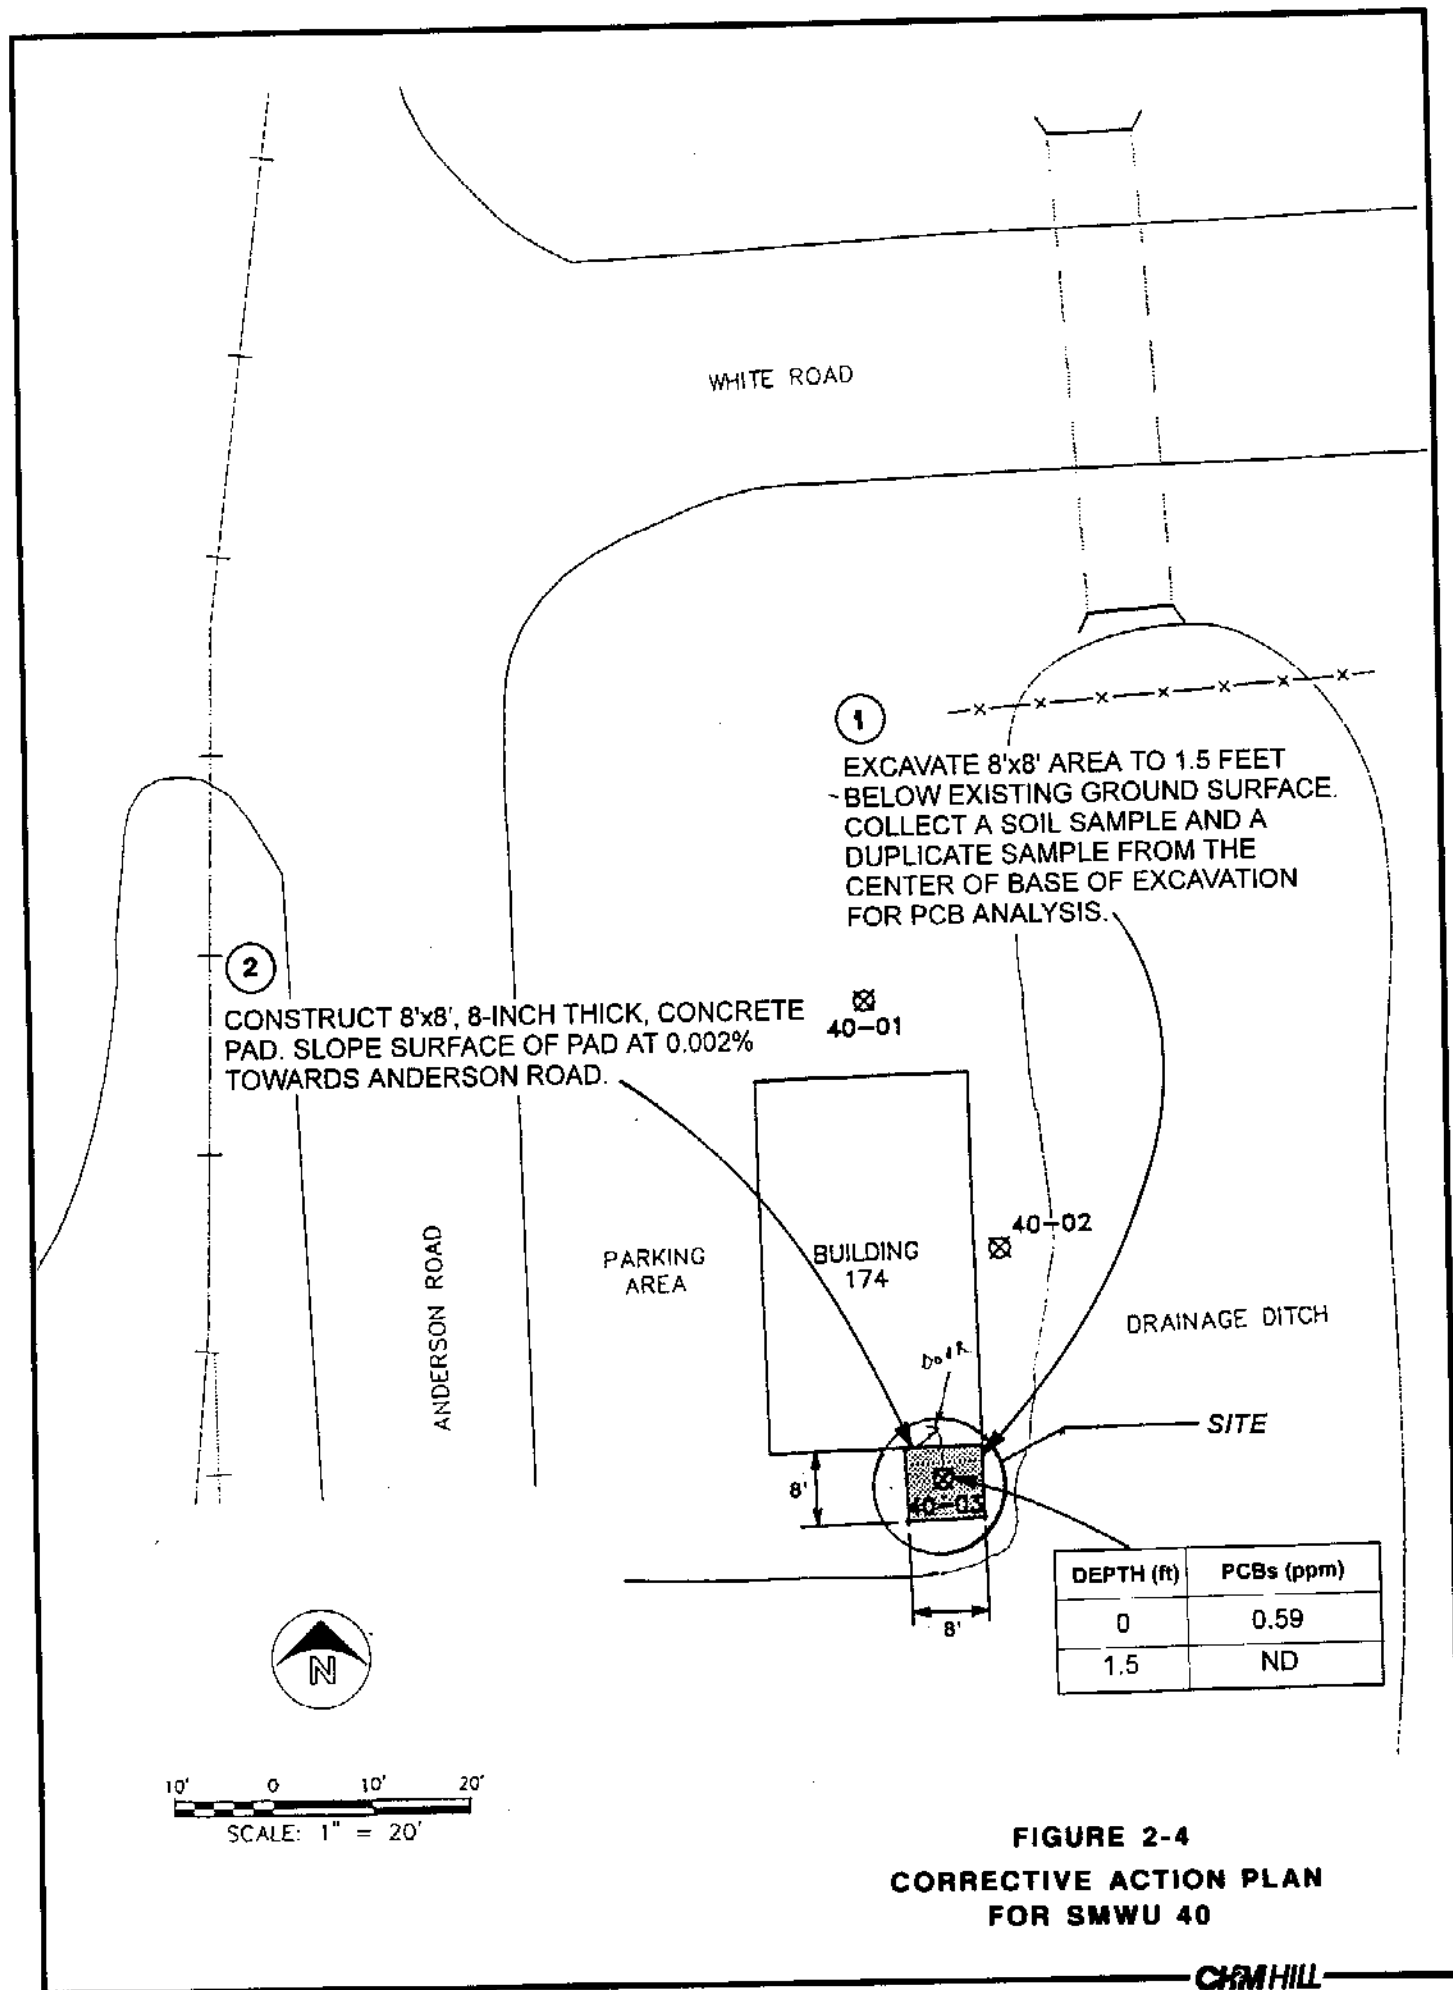 WHITE ROAD
1
EXCAVATE 8'x8' AREA TO 1.5 FEET
BELOW EXISTING GROUND SURFACE.
COLLECT A SOIL SAMPLE AND A
DUPLICATE SAMPLE FROM THE
CENTER OF BASE OF EXCAVATION
FOR PCB ANALYSIS.
2
CONSTRUCT 8'x8', 8-INCH THICK, CONCRETE
PAD. SLOPE SURFACE OF PAD AT 0.002%
TOWARDS ANDERSON ROAD.
40-01
40-02
ANDERSON ROAD
PARKING
AREA
BUILDING
174
DRAINAGE DITCH
DOOR
SITE
8'
40-03
8'
DEPTH (ft) PCBs (ppm)
0 0.59
1.5 ND
N
10' 0 10' 20'
SCALE: 1" = 20'
FIGURE 2-4
CORRECTIVE ACTION PLAN
FOR SMWU 40
CH2M HILL